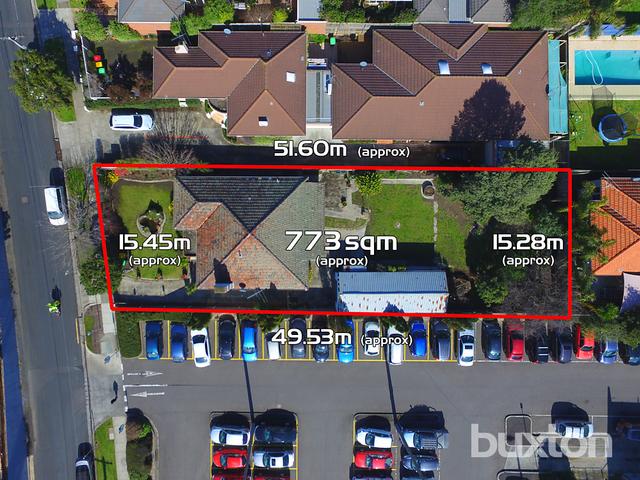 51.60m (approx)
15.45m
(approx)
773 sqm
(approx)
15.28m
(approx)
49.53m (approx)
buxton